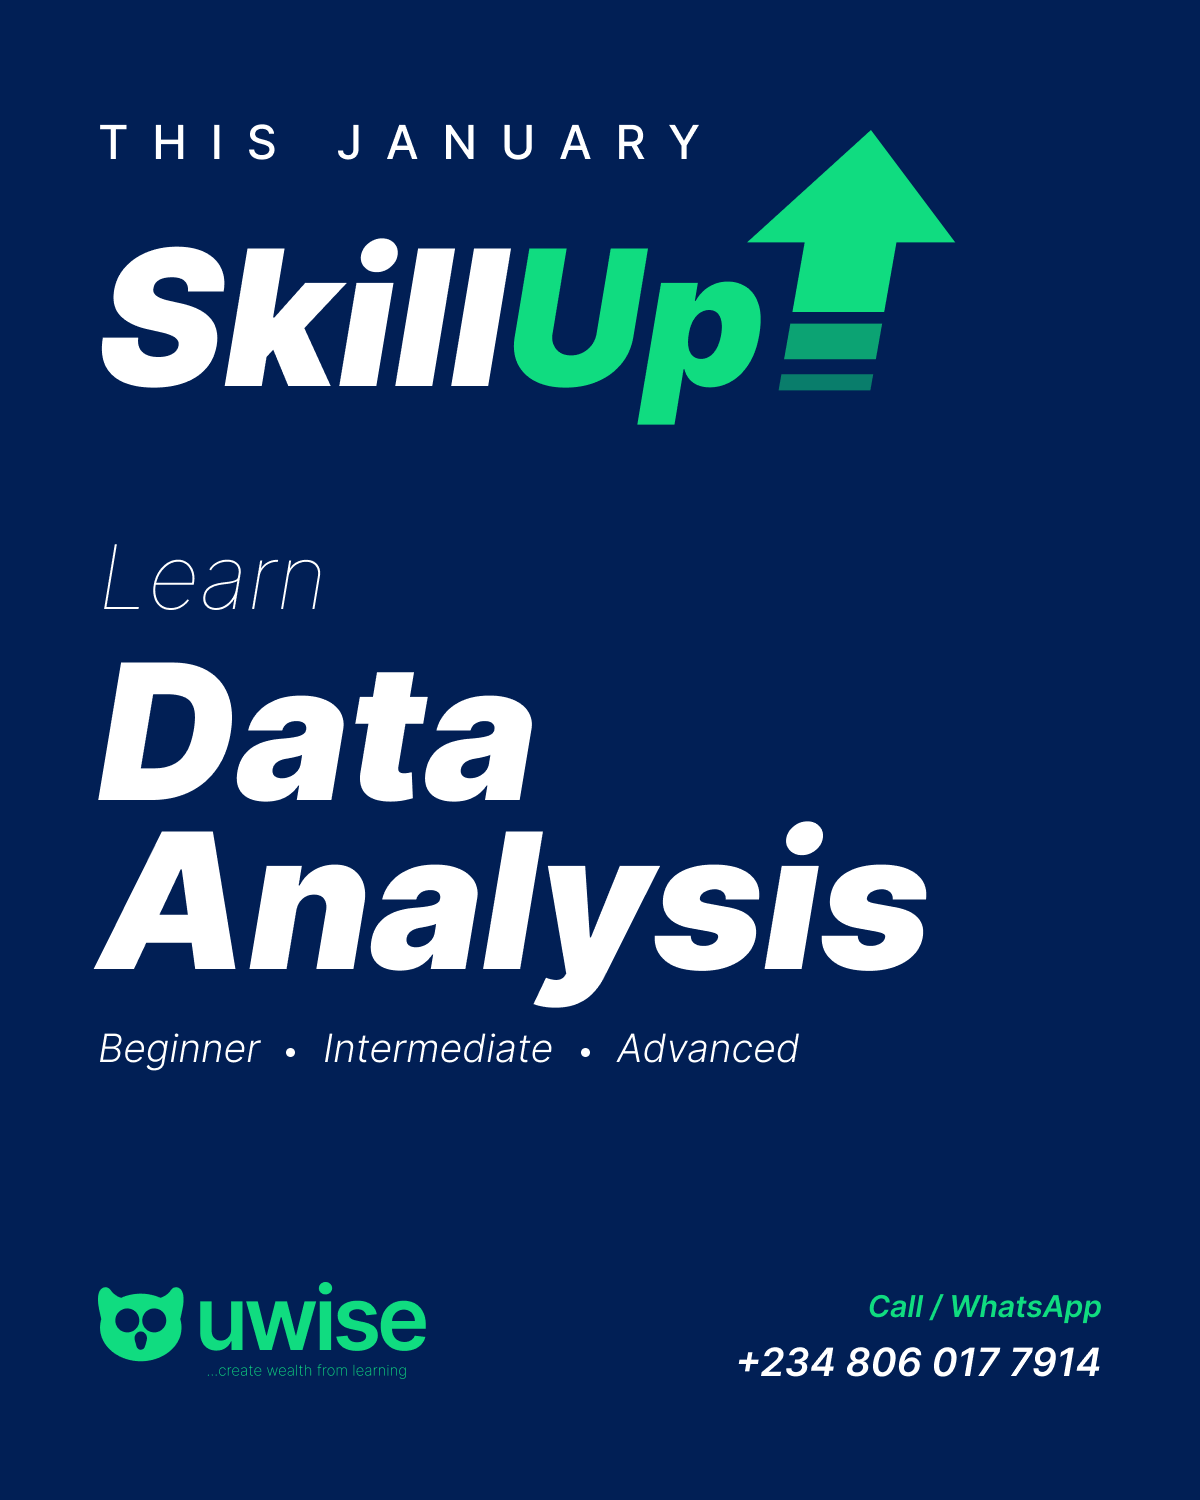 THIS JANUARY
SkillUp
Learn
Data
Analysis
Beginner • Intermediate • Advanced
uwise
...create wealth from learning
Call / WhatsApp
+234 806 017 7914